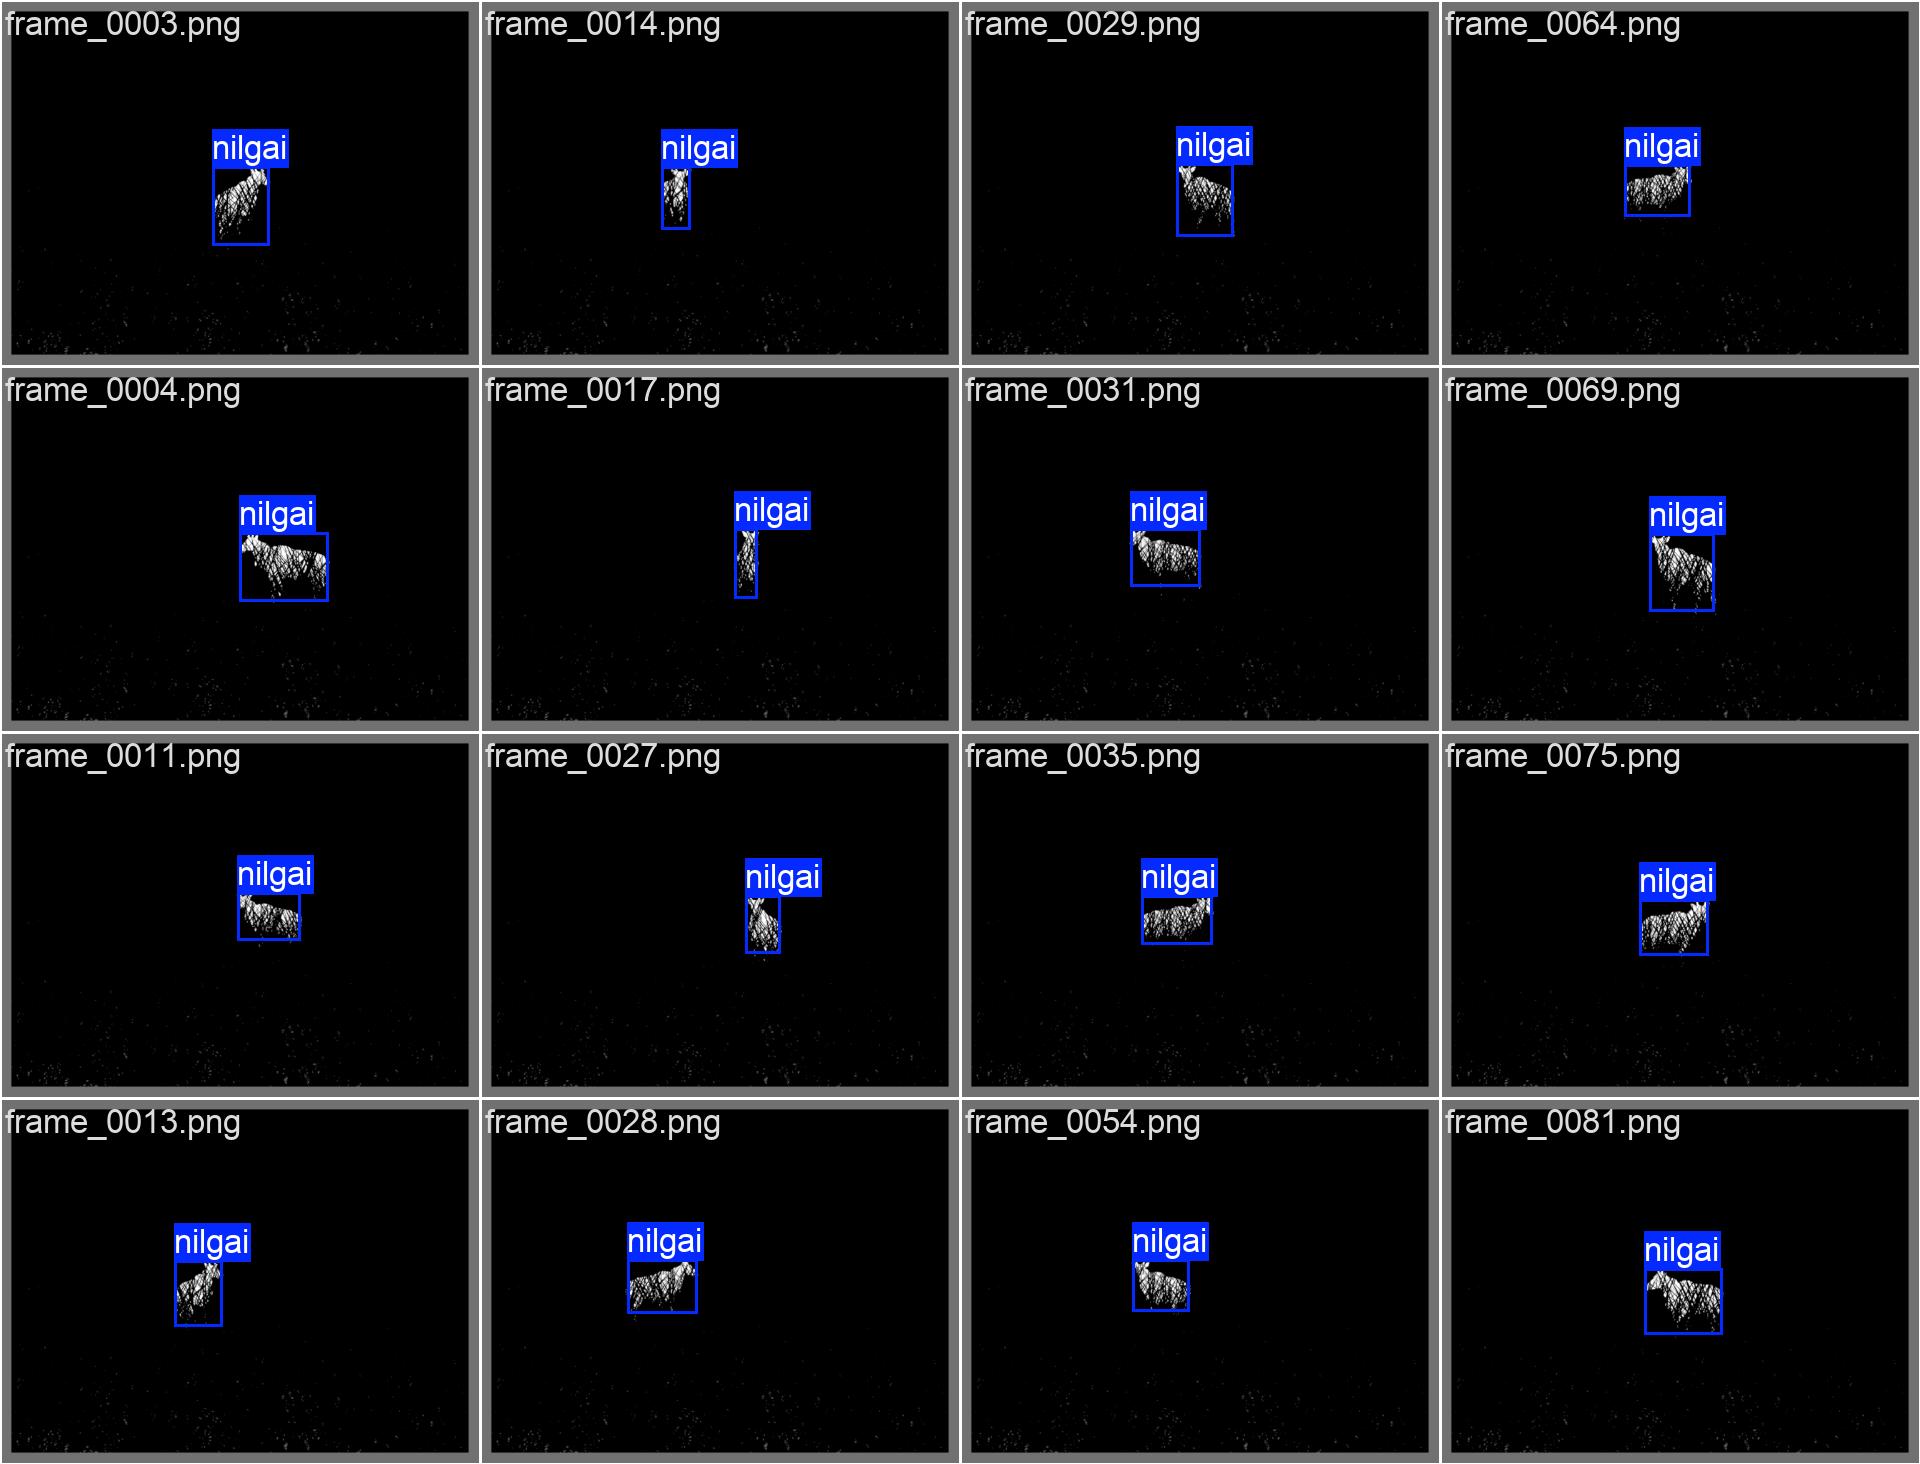 frame_0003.png
nilgai
frame_0014.png
nilgai
frame_0029.png
nilgai
frame_0064.png
nilgai
frame_0004.png
nilgai
frame_0017.png
nilgai
frame_0031.png
nilgai
frame_0069.png
nilgai
frame_0011.png
nilgai
frame_0027.png
nilgai
frame_0035.png
nilgai
frame_0075.png
nilgai
frame_0013.png
nilgai
frame_0028.png
nilgai
frame_0054.png
nilgai
frame_0081.png
nilgai